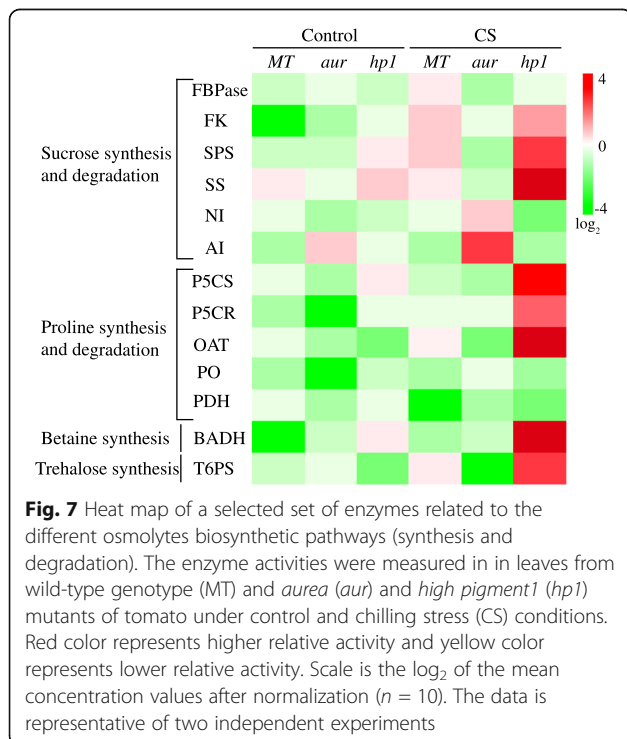 Control CS
MT aur hp1 MT aur hp1
Sucrose synthesis
and degradation
FBPase
FK
SPS
SS
NI
AI
Proline synthesis
and degradation
P5CS
P5CR
OAT
PO
PDH
Betaine synthesis BADH
Trehalose synthesis T6PS
4
0
-4
log₂
Fig. 7 Heat map of a selected set of enzymes related to the
different osmolytes biosynthetic pathways (synthesis and
degradation). The enzyme activities were measured in in leaves from
wild-type genotype (MT) and aurea (aur) and high pigment1 (hp1)
mutants of tomato under control and chilling stress (CS) conditions.
Red color represents higher relative activity and yellow color
represents lower relative activity. Scale is the log₂ of the mean
concentration values after normalization (n = 10). The data is
representative of two independent experiments